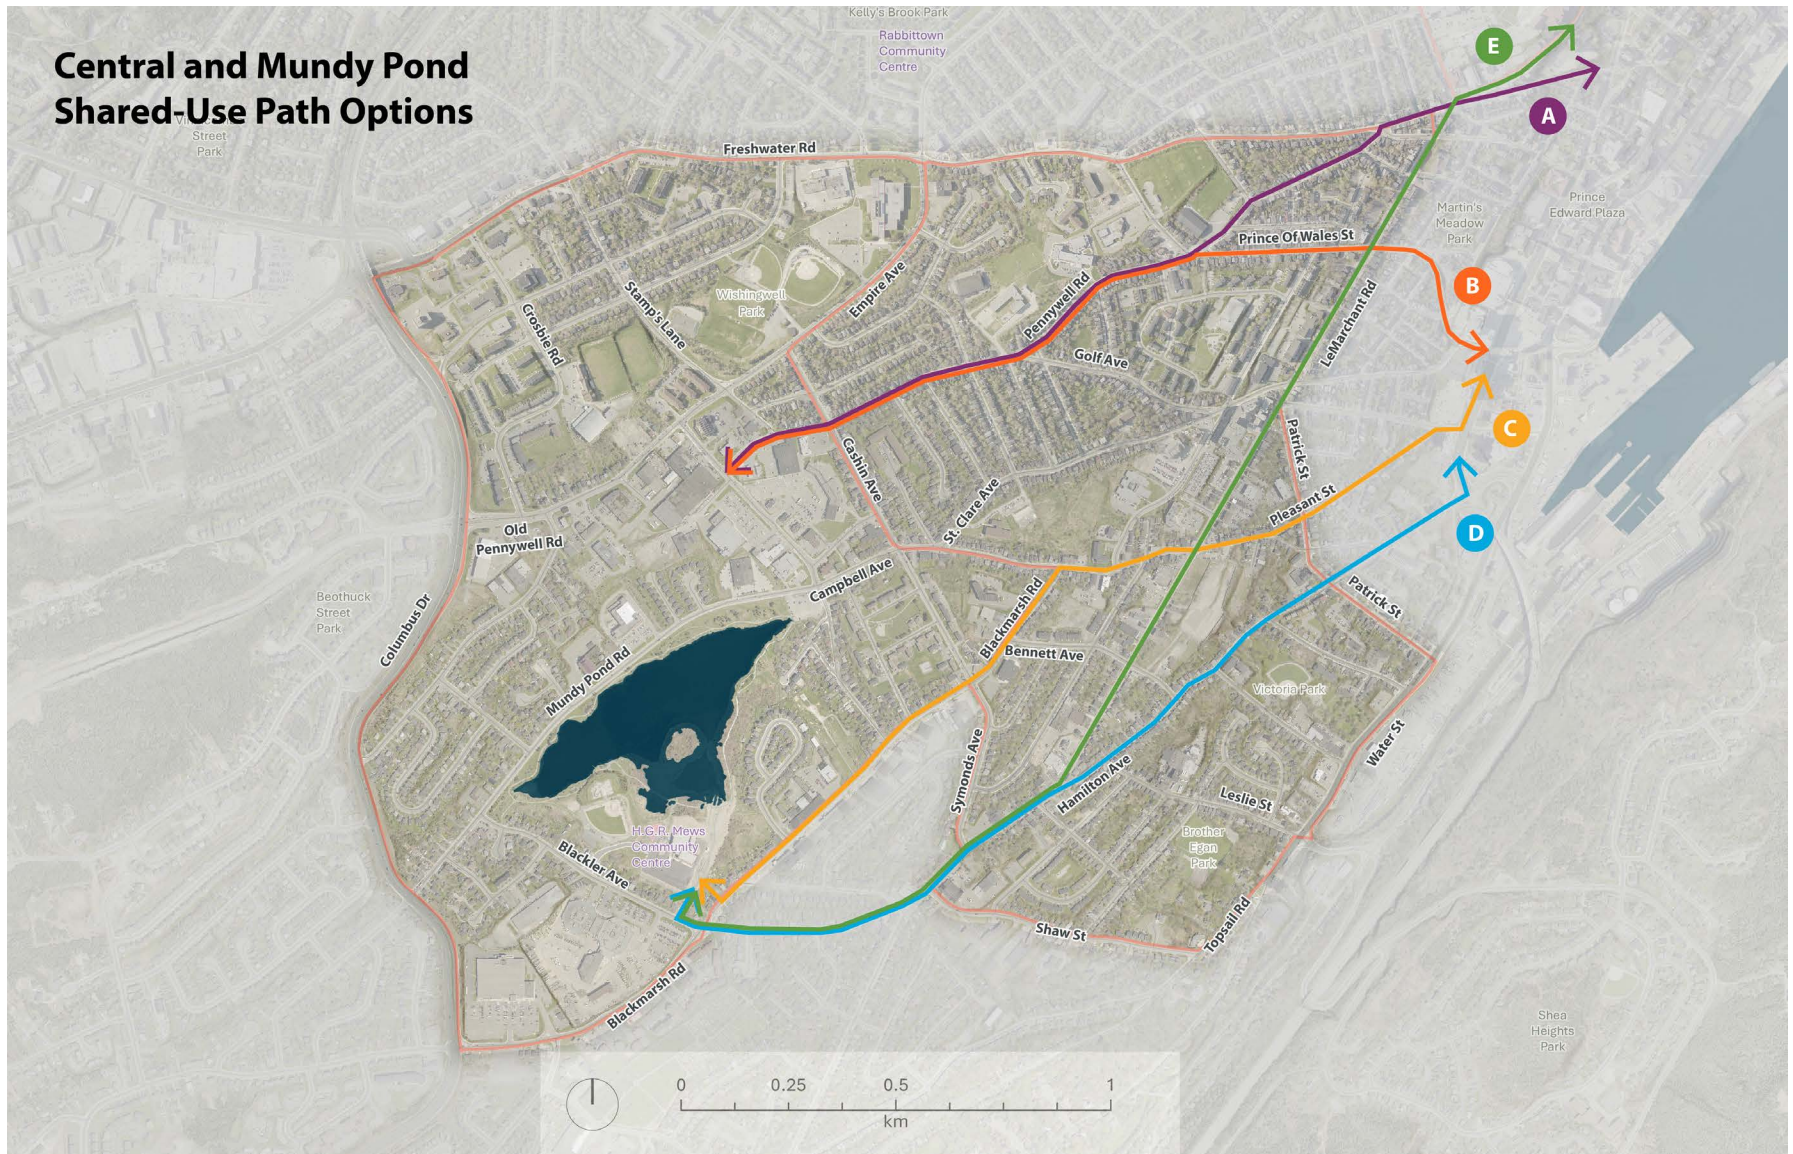 Kelly's Brook Park
Central and Mundy Pond
Shared-Use Path Options
Rabbittown
Community
Centre
E
A
Street
Park
Freshwater Rd
Prince
Edward Plaza
Martin's
Meadow
Park
Prince Of Wales St
B
Wishingwell
Park
Empire Ave
Stamp's Lane
Crosbie Rd
Pennywell Rd
LeMarchant Rd
Golf Ave
C
Cashin Ave
Patrick St
St. Clare Ave
Pleasant St
D
Old
Pennywell Rd
Campbell Ave
Patrick St
Beothuck
Street
Park
Columbus Dr
Blackmarsh Rd
Bennett Ave
Mundy Pond Rd
Victoria Park
Water St
Symonds Ave
Hamilton Ave
Leslie St
H.G.R. Mews
Community
Centre
Brother
Egan
Park
Blackler Ave
Topsail Rd
Shaw St
Blackmarsh Rd
Shea
Heights
Park
0 0.25 0.5 1
km